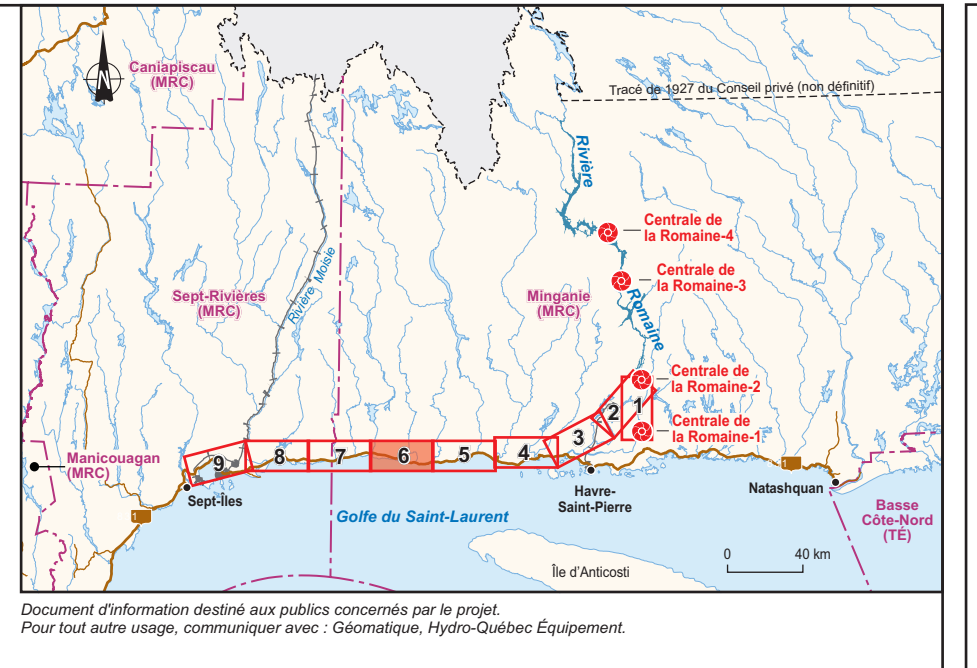 N
Caniapiscau
(MRC)
Tracé de 1927 du Conseil privé (non définitif)
Rivière
Centrale de
la Romaine-4
Centrale de
la Romaine-3
Sept-Rivières
(MRC)
Rivière Moisie
Minganie
(MRC)
Romaine
Centrale de
la Romaine-2
Centrale de
la Romaine-1
1
2
3
4
5
6
7
8
9
Manicouagan
(MRC)
Sept-Îles
Havre-
Saint-Pierre
Natashquan
1
1
Basse
Côte-Nord
(TÉ)
Golfe du Saint-Laurent
Île d'Anticosti
0 40 km
Document d'information destiné aux publics concernés par le projet.
Pour tout autre usage, communiquer avec : Géomatique, Hydro-Québec Équipement.